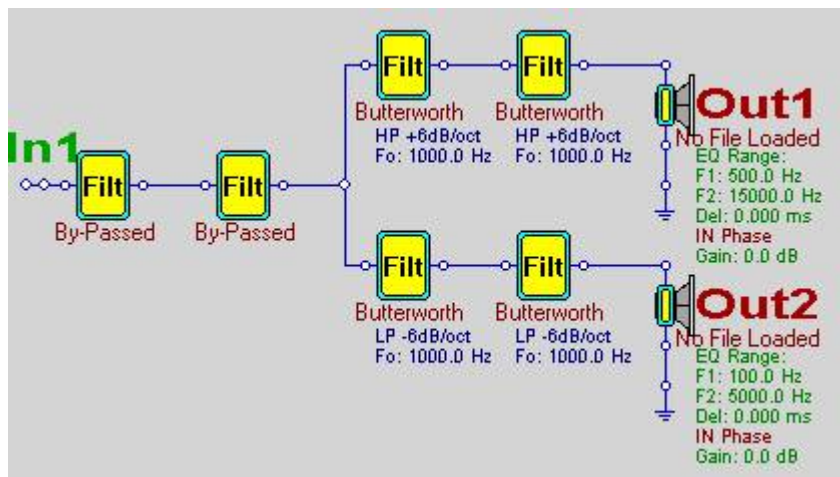 In1
Filt
By-Passed
Filt
By-Passed
Filt
Butterworth
HP +6dB/oct
Fo: 1000.0 Hz
Filt
Butterworth
HP +6dB/oct
Fo: 1000.0 Hz
Out1
No File Loaded
EQ Range:
F1: 500.0 Hz
F2: 15000.0 Hz
Del: 0.000 ms
IN Phase
Gain: 0.0 dB
Filt
Butterworth
LP -6dB/oct
Fo: 1000.0 Hz
Filt
Butterworth
LP -6dB/oct
Fo: 1000.0 Hz
Out2
No File Loaded
EQ Range:
F1: 100.0 Hz
F2: 5000.0 Hz
Del: 0.000 ms
IN Phase
Gain: 0.0 dB